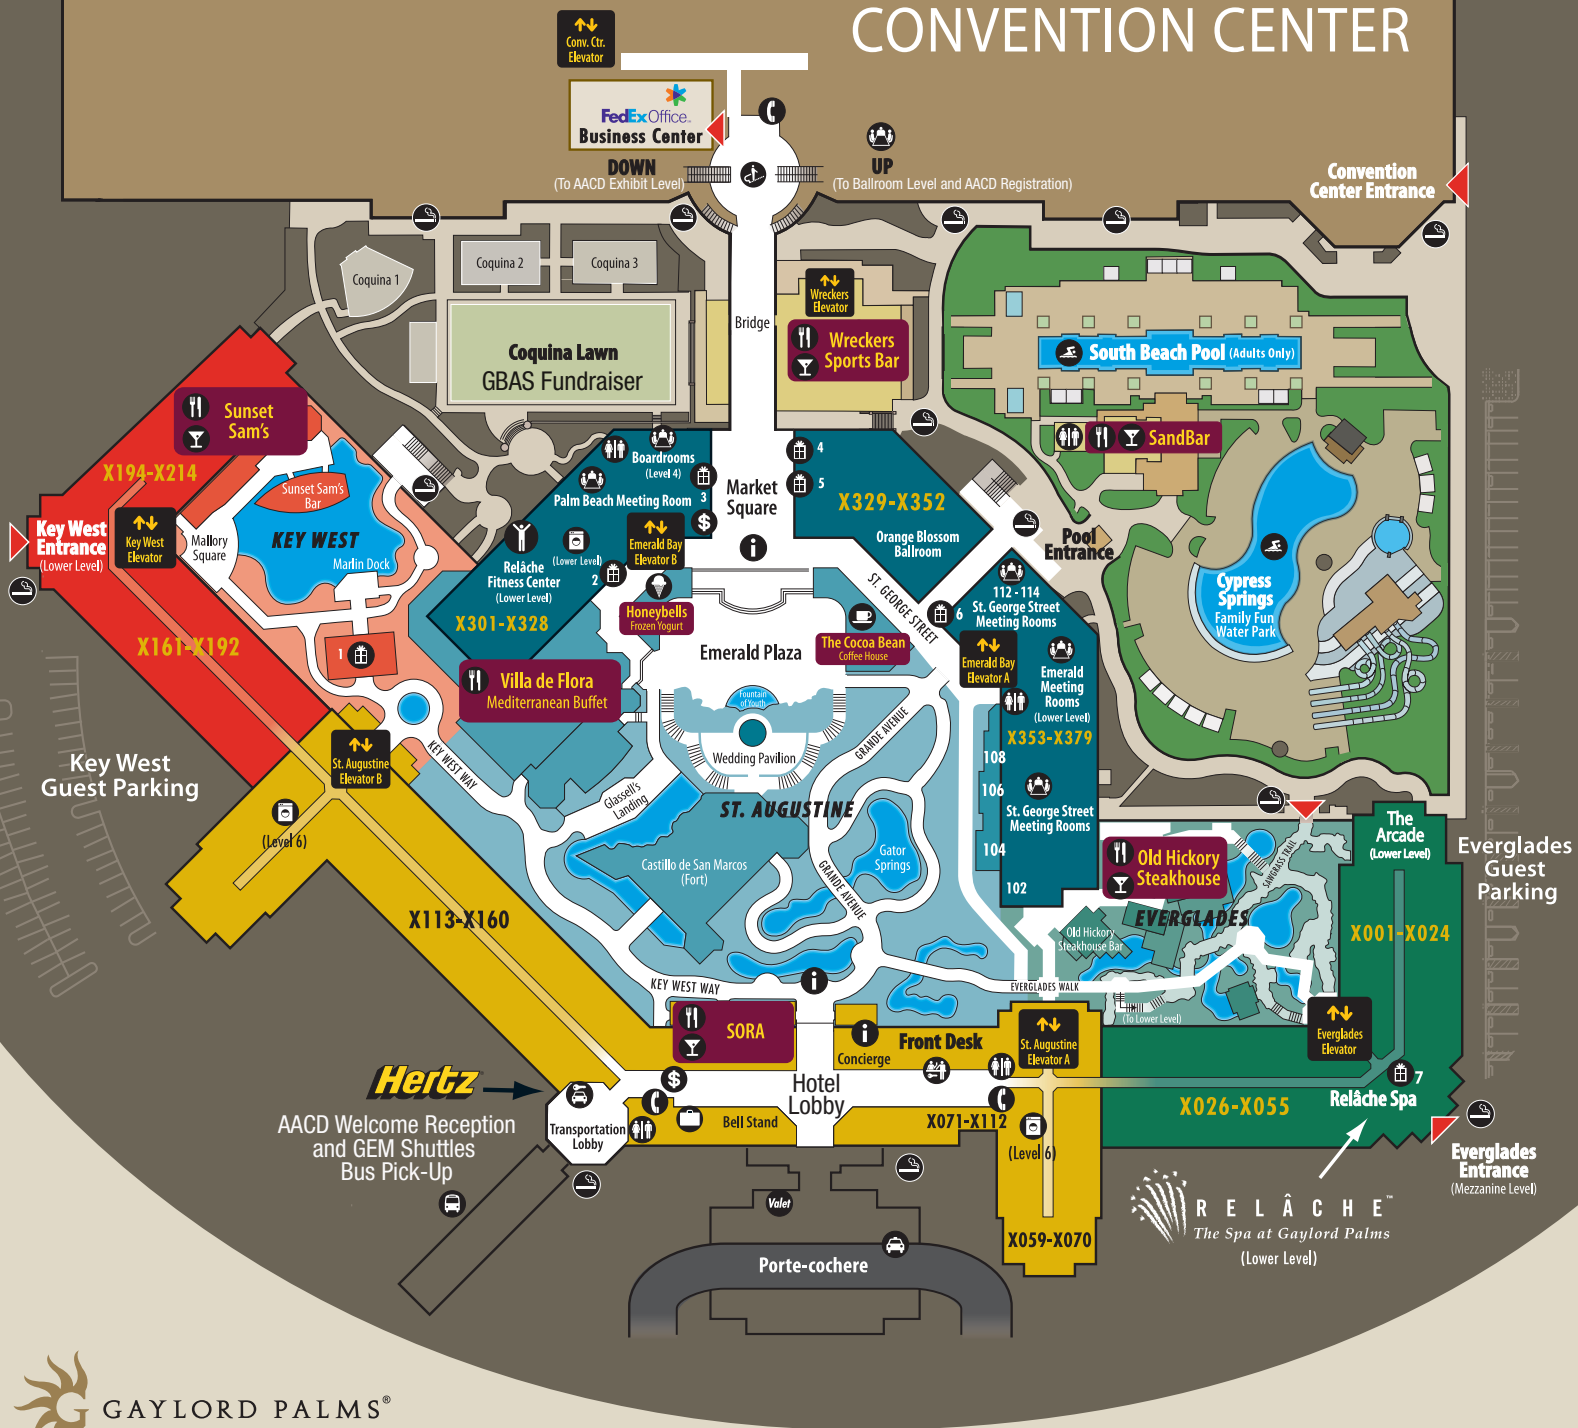 CONVENTION CENTER
Conv. Ctr.
Elevator
FedEx Office
Business Center
DOWN
(To AACD Exhibit Level)
UP
(To Ballroom Level and AACD Registration)
Convention
Center Entrance
Coquina 1
Coquina 2
Coquina 3
Coquina Lawn
GBAS Fundraiser
Bridge
Wreckers
Elevator
Wreckers
Sports Bar
South Beach Pool (Adults Only)
SandBar
Sunset
Sam's
X194-X214
Sunset Sam's
Bar
Key West
Entrance
(Lower Level)
Key West
Elevator
Mallory
Square
KEY WEST
Marlin Dock
X161-X192
1
Boardrooms
(Level 4)
Palm Beach Meeting Room
3
$
Relâche
Fitness Center
(Lower Level)
(Lower Level)
2
Emerald Bay
Elevator B
X301-X328
Honeybells
Frozen Yogurt
Villa de Flora
Mediterranean Buffet
Market
Square
i
4
5
X329-X352
Orange Blossom
Ballroom
Pool
Entrance
ST. GEORGE STREET
6
112 - 114
St. George Street
Meeting Rooms
Emerald Bay
Elevator A
Emerald
Meeting
Rooms
(Lower Level)
X353-X379
108
106
St. George Street
Meeting Rooms
104
102
Cypress
Springs
Family Fun
Water Park
Emerald Plaza
The Cocoa Bean
Coffee House
Fountain
of Youth
Wedding Pavilion
GRANDE AVENUE
Key West
Guest Parking
St. Augustine
Elevator B
KEY WEST WAY
Glassell's
Landing
ST. AUGUSTINE
(Level 6)
Castillo de San Marcos
(Fort)
Gator
Springs
GRANDE AVENUE
X113-X160
Old Hickory
Steakhouse
SAWGRASS TRAIL
EVERGLADES
Old Hickory
Steakhouse Bar
The
Arcade
(Lower Level)
Everglades
Guest
Parking
X001-X024
KEY WEST WAY
i
EVERGLADES WALK
(To Lower Level)
SORA
i
Concierge
Front Desk
St. Augustine
Elevator A
Everglades
Elevator
Hertz
AACD Welcome Reception
and GEM Shuttles
Bus Pick-Up
Transportation
Lobby
$
Bell Stand
Hotel
Lobby
X071-X112
(Level 6)
X026-X055
7
Relâche Spa
Everglades
Entrance
(Mezzanine Level)
Valet
Porte-cochere
X059-X070
RELÂCHE™
The Spa at Gaylord Palms
(Lower Level)
GAYLORD PALMS®